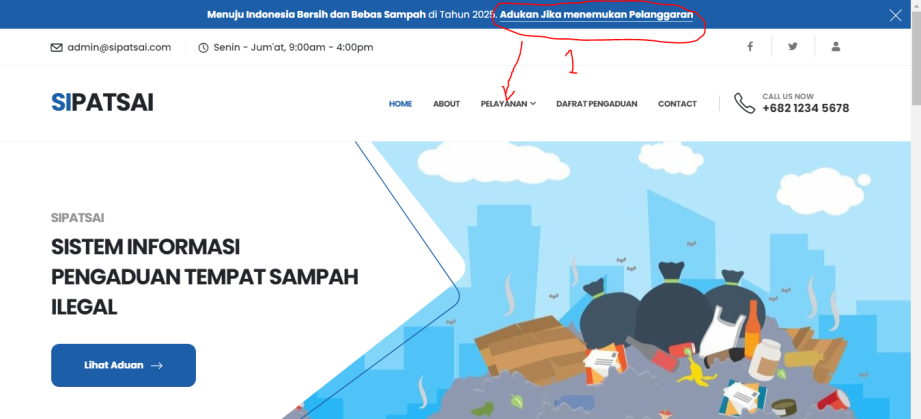 Menuju Indonesia Bersih dan Bebas Sampah di Tahun 2025. Adukan Jika menemukan Pelanggaran
admin@sipatsai.com Senin - Jum'at, 9:00am - 4:00pm
1
SIPATSAI
HOME ABOUT PELAYANAN DAFRAT PENGADUAN CONTACT
CALL US NOW
+682 1234 5678
SIPATSAI
SISTEM INFORMASI
PENGADUAN TEMPAT SAMPAH
ILEGAL
Lihat Aduan →